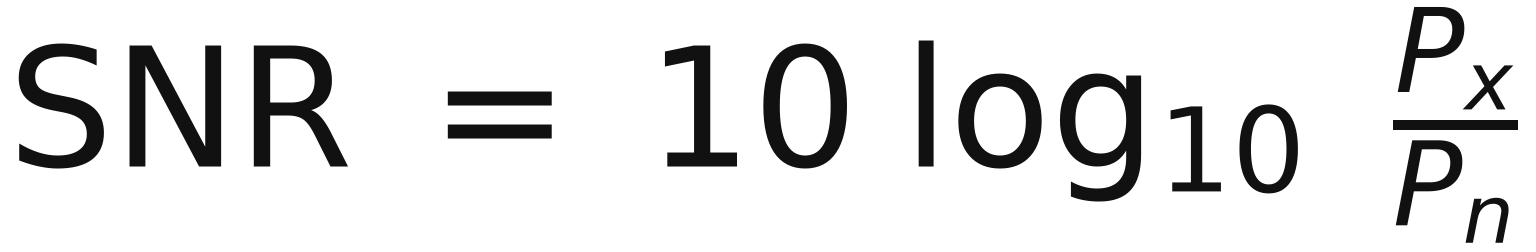 SNR = 10 log₁₀ Pₓ/Pₙ